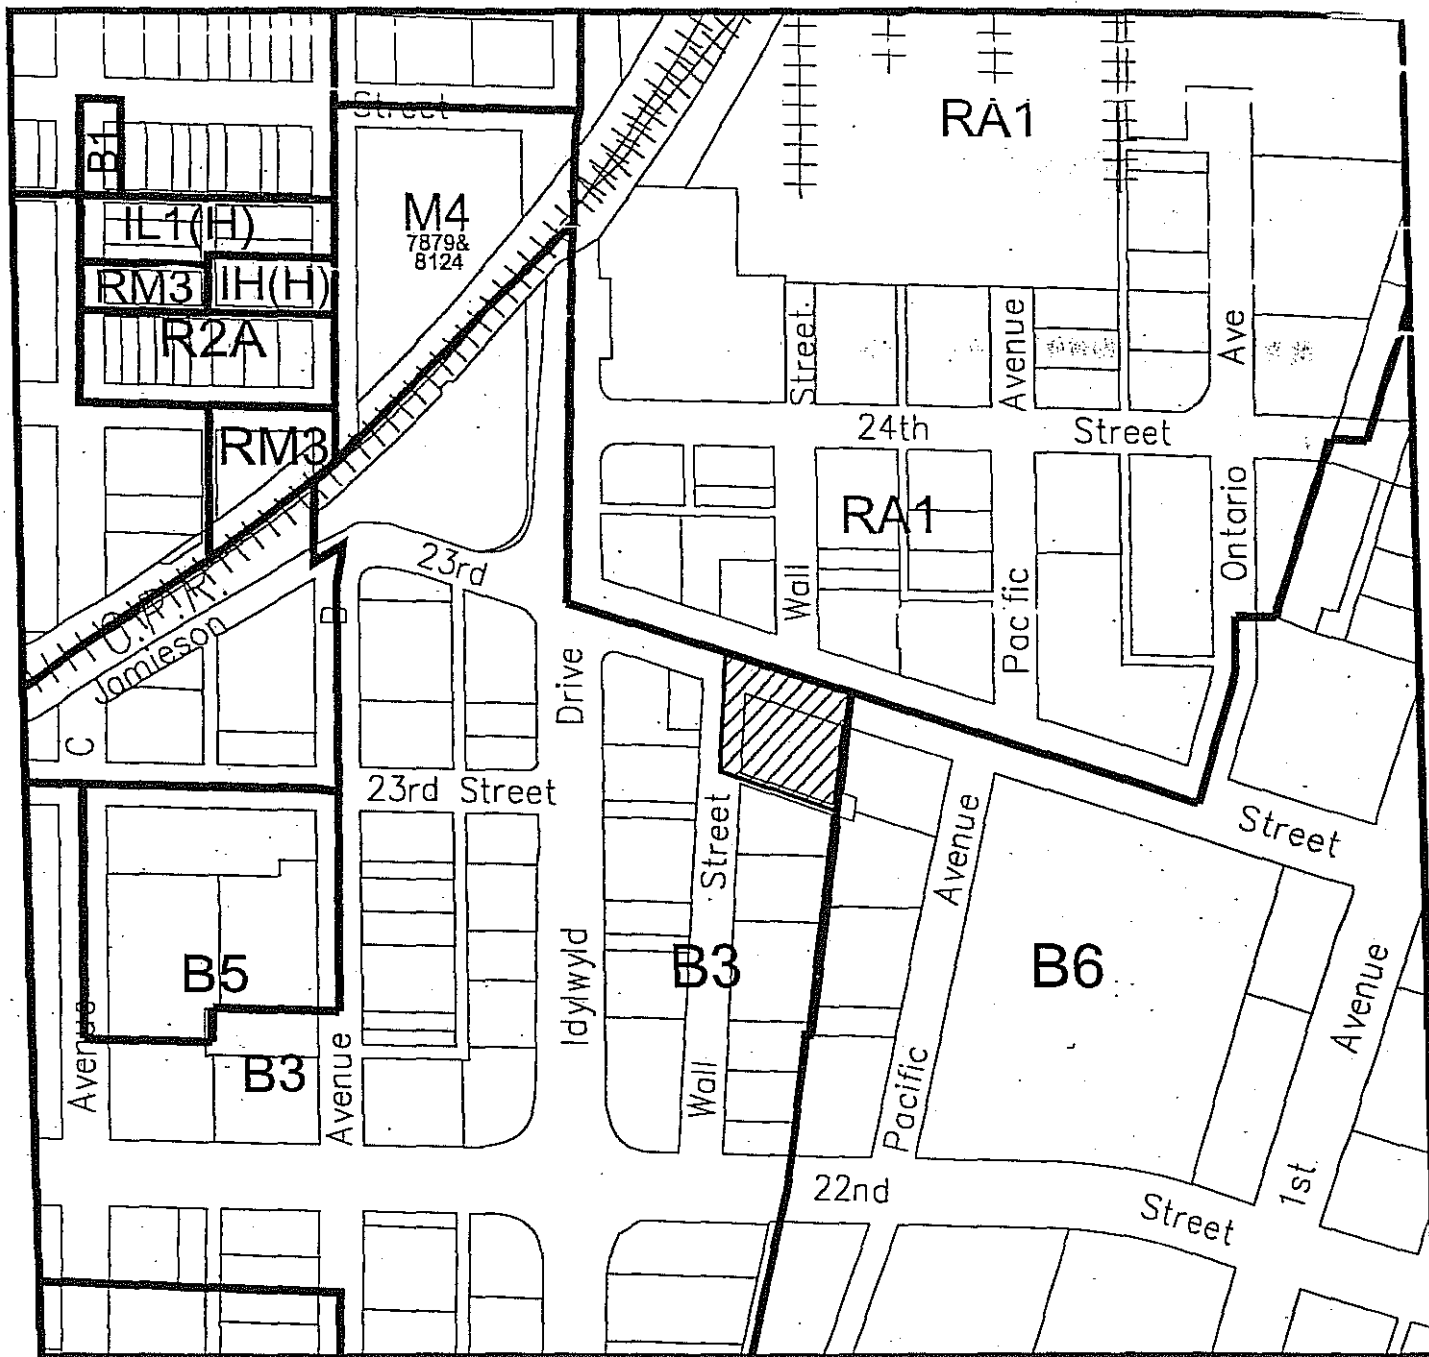 Street
RA1
B1
M4
7879&
8124
IL1(H)
RM3
IH(H)
R2A
Street.
Avenue
Ave
RM3
24th
Street
RA1
Ontario
23rd
Wall
Pacific
C.P.R.
Jamieson
B
C
Drive
23rd Street
Street
Avenue
Street
B5
B3
B6
Idylwyld
Avenue
Avenue
B3
Avenue
Wall
Pacific
22nd
Street
1st